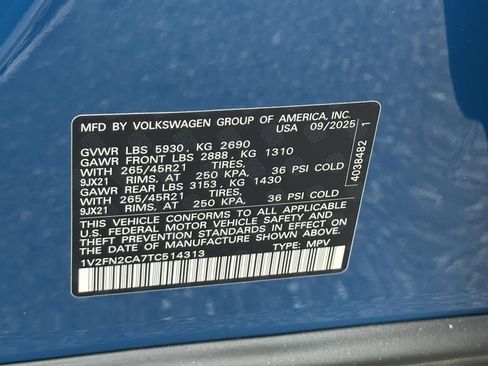 MFD BY VOLKSWAGEN GROUP OF AMERICA, INC.
USA 09/2025
GVWR LBS 5930, KG 2690
GAWR FRONT LBS 2888, KG 1310
WITH 265/45R21 TIRES,
9JX21 RIMS, AT 250 KPA, 36 PSI COLD
GAWR REAR LBS 3153, KG 1430
WITH 265/45R21 TIRES,
9JX21 RIMS, AT 250 KPA, 36 PSI COLD
THIS VEHICLE CONFORMS TO ALL APPLICABLE
U.S. FEDERAL MOTOR VEHICLE SAFETY AND
THEFT PREVENTION STANDARDS IN EFFECT ON
THE DATE OF MANUFACTURE SHOWN ABOVE.
1V2FN2CA7TC514313 TYPE: MPV
4038482 1